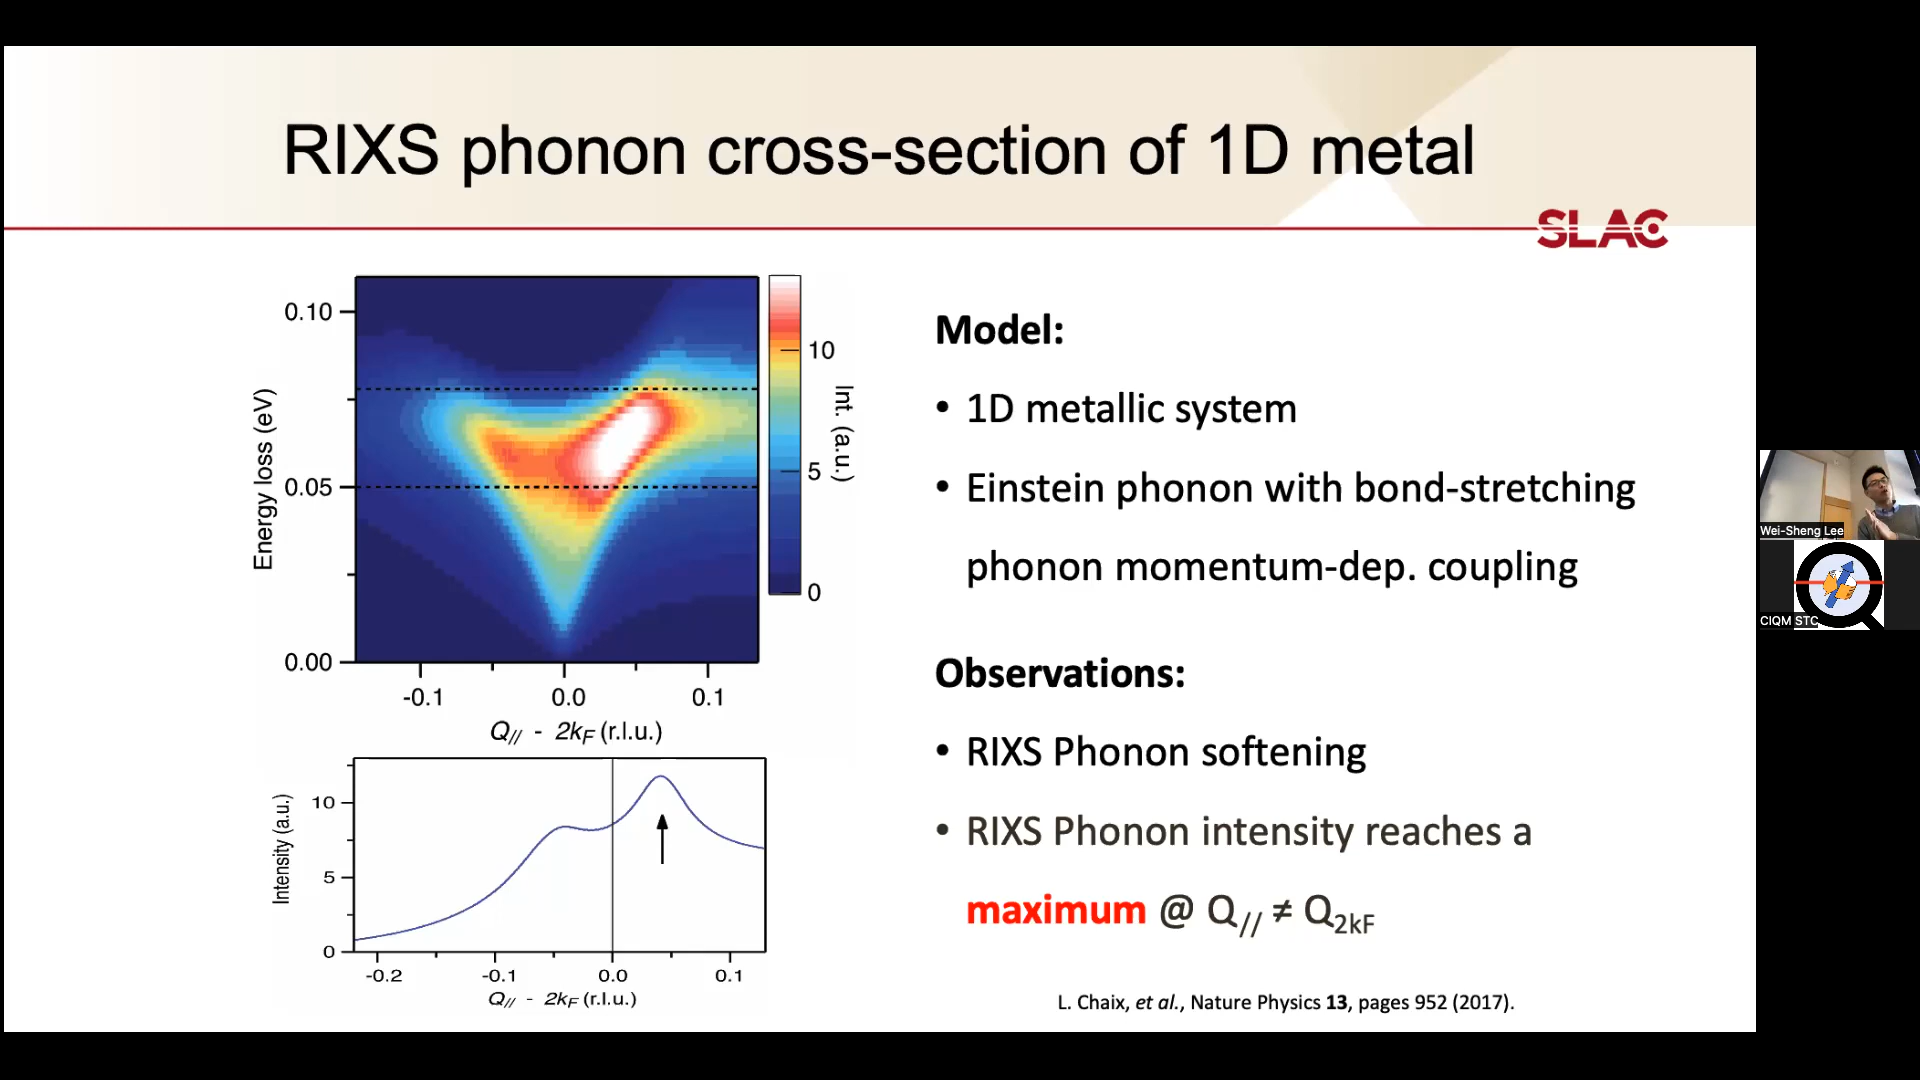 RIXS phonon cross-section of 1D metal
SLAC
0.10
0.05
0.00
Energy loss (eV)
-0.1
0.0
0.1
Q// - 2kF (r.l.u.)
10
5
0
Int. (a.u.)
10
5
0
Intensity (a.u.)
-0.2
-0.1
0.0
0.1
Q// - 2kF (r.l.u.)
Model:
• 1D metallic system
• Einstein phonon with bond-stretching
phonon momentum-dep. coupling
Observations:
• RIXS Phonon softening
• RIXS Phonon intensity reaches a
maximum @ Q// ≠ Q2kF
L. Chaix, et al., Nature Physics 13, pages 952 (2017).
Wei-Sheng Lee
CIQM STC